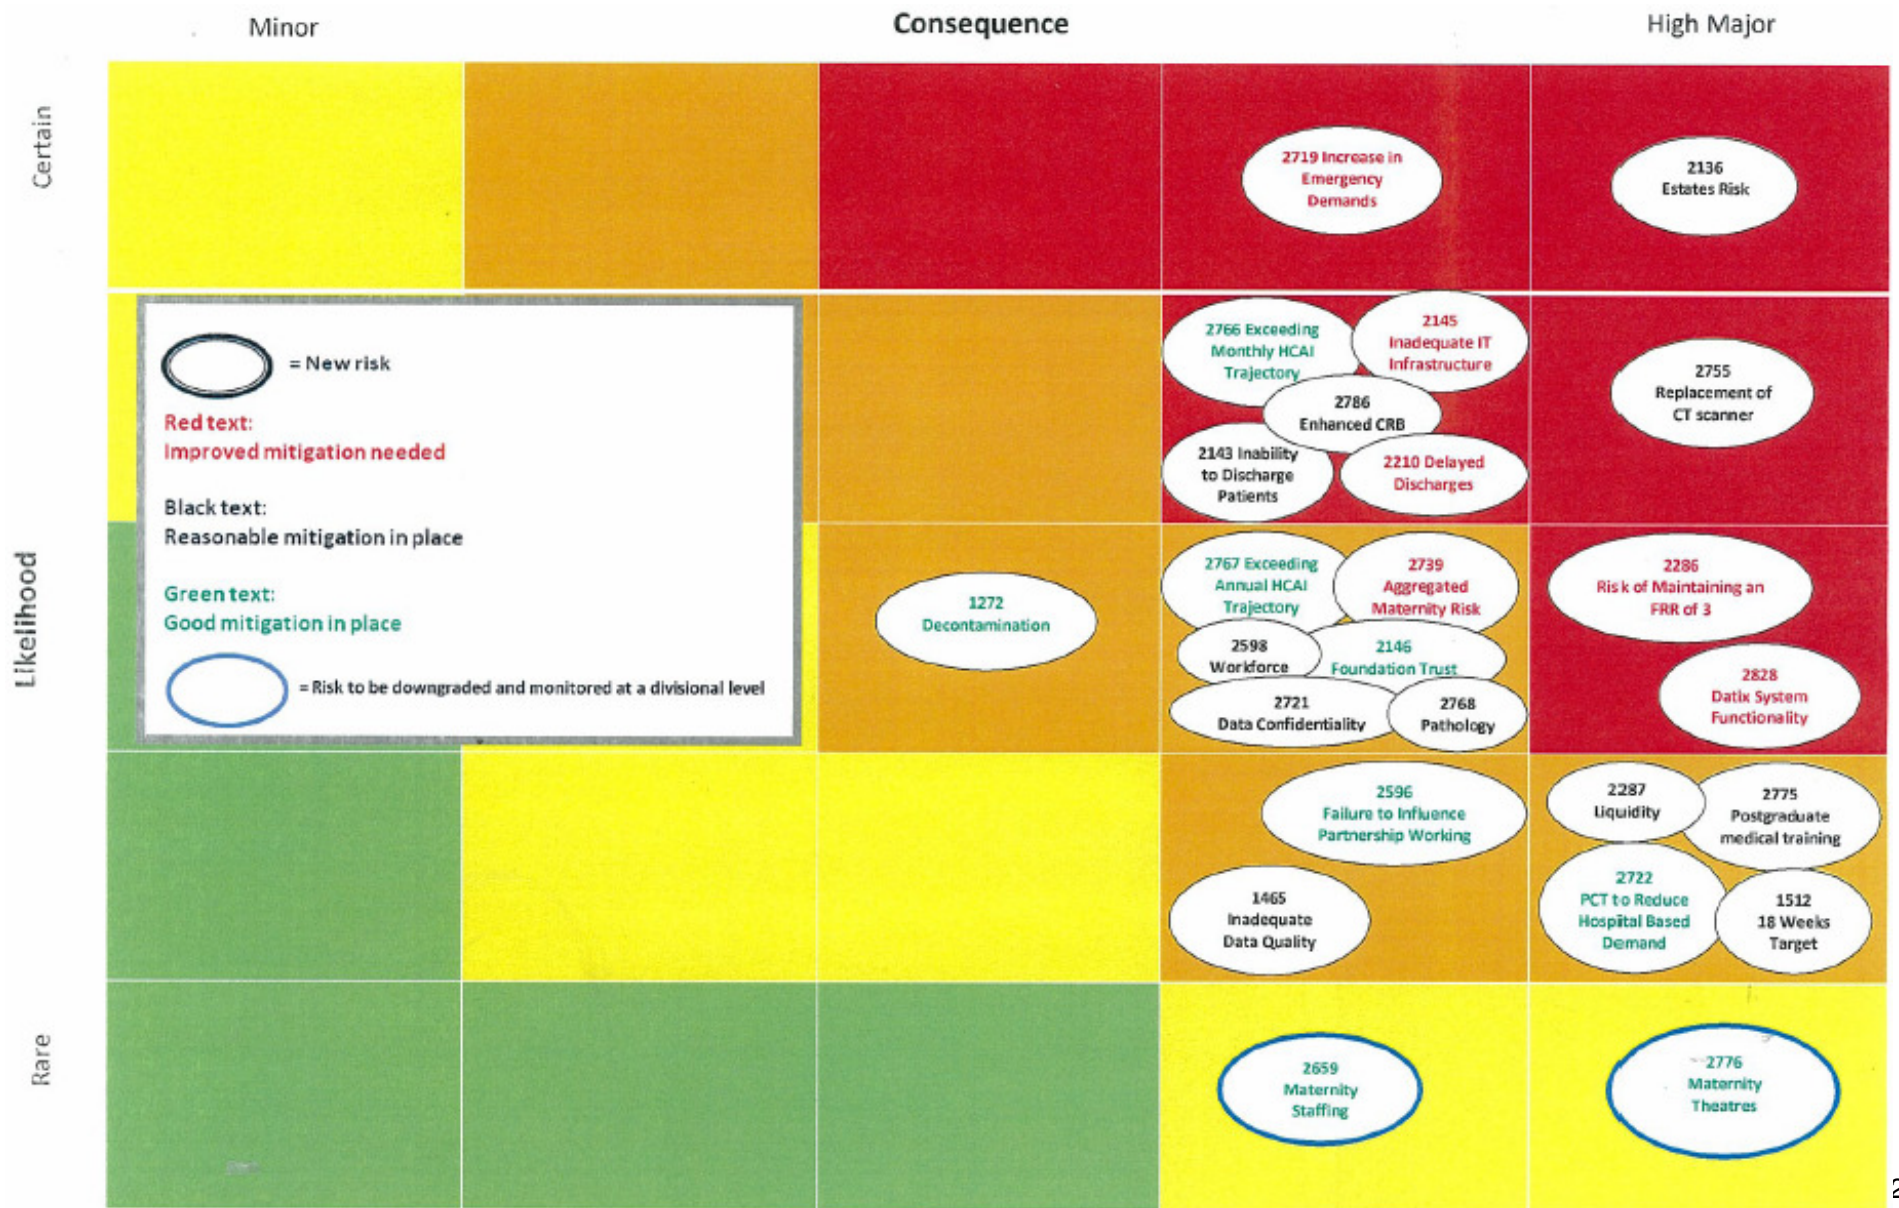 Minor
Consequence
High Major
Certain
2719 Increase in
Emergency
Demands
2136
Estates Risk
= New risk
Red text:
Improved mitigation needed
Black text:
Reasonable mitigation in place
Green text:
Good mitigation in place
= Risk to be downgraded and monitored at a divisional level
2766 Exceeding
Monthly HCAI
Trajectory
2145
Inadequate IT
Infrastructure
2786
Enhanced CRB
2143 Inability
to Discharge
Patients
2210 Delayed
Discharges
2755
Replacement of
CT scanner
Likelihood
1272
Decontamination
2767 Exceeding
Annual HCAI
Trajectory
2739
Aggregated
Maternity Risk
2598
Workforce
2146
Foundation Trust
2721
Data Confidentiality
2768
Pathology
2286
Risk of Maintaining an
FRR of 3
2828
Datix System
Functionality
2596
Failure to Influence
Partnership Working
1465
Inadequate
Data Quality
2287
Liquidity
2775
Postgraduate
medical training
2722
PCT to Reduce
Hospital Based
Demand
1512
18 Weeks
Target
Rare
2659
Maternity
Staffing
2776
Maternity
Theatres